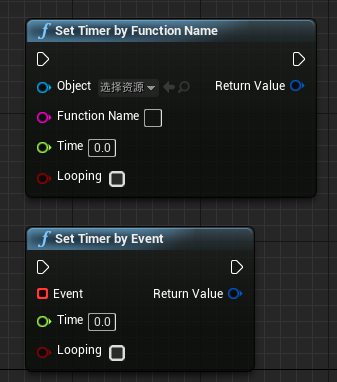 Set Timer by Function Name
Object 选择资源 Return Value
Function Name
Time 0.0
Looping
Set Timer by Event
Event Return Value
Time 0.0
Looping